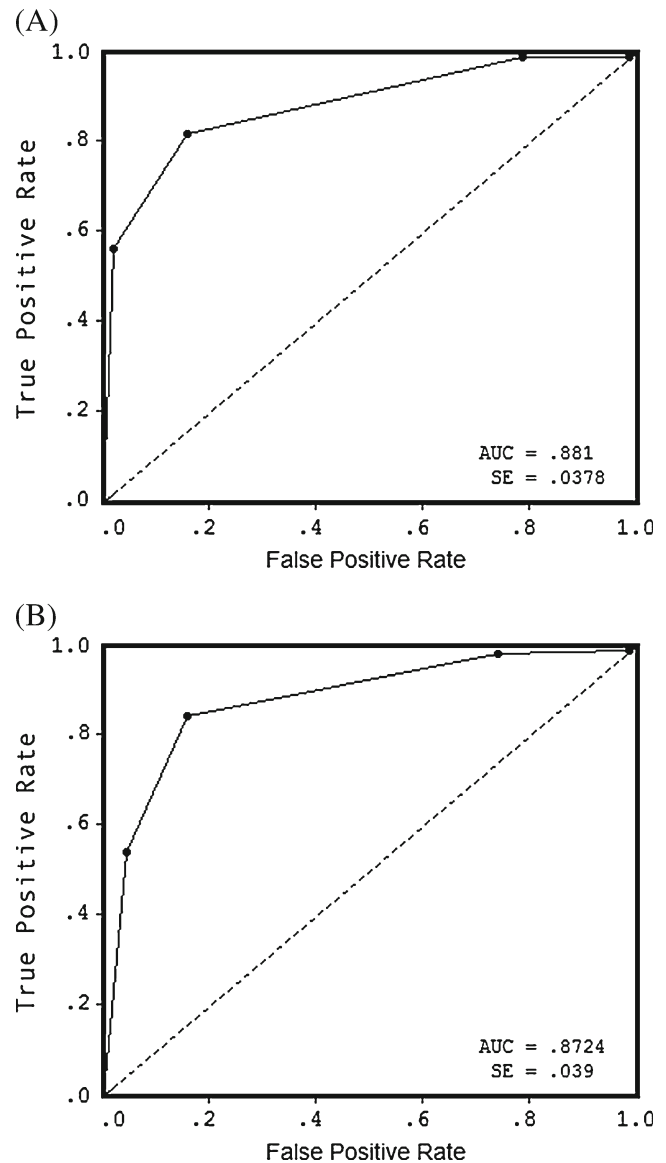 (A)
1.0
.8
.6
.4
.2
.0
True Positive Rate
AUC = .881
SE = .0378
.0 .2 .4 .6 .8 1.0
False Positive Rate
(B)
1.0
.8
.6
.4
.2
.0
True Positive Rate
AUC = .8724
SE = .039
.0 .2 .4 .6 .8 1.0
False Positive Rate